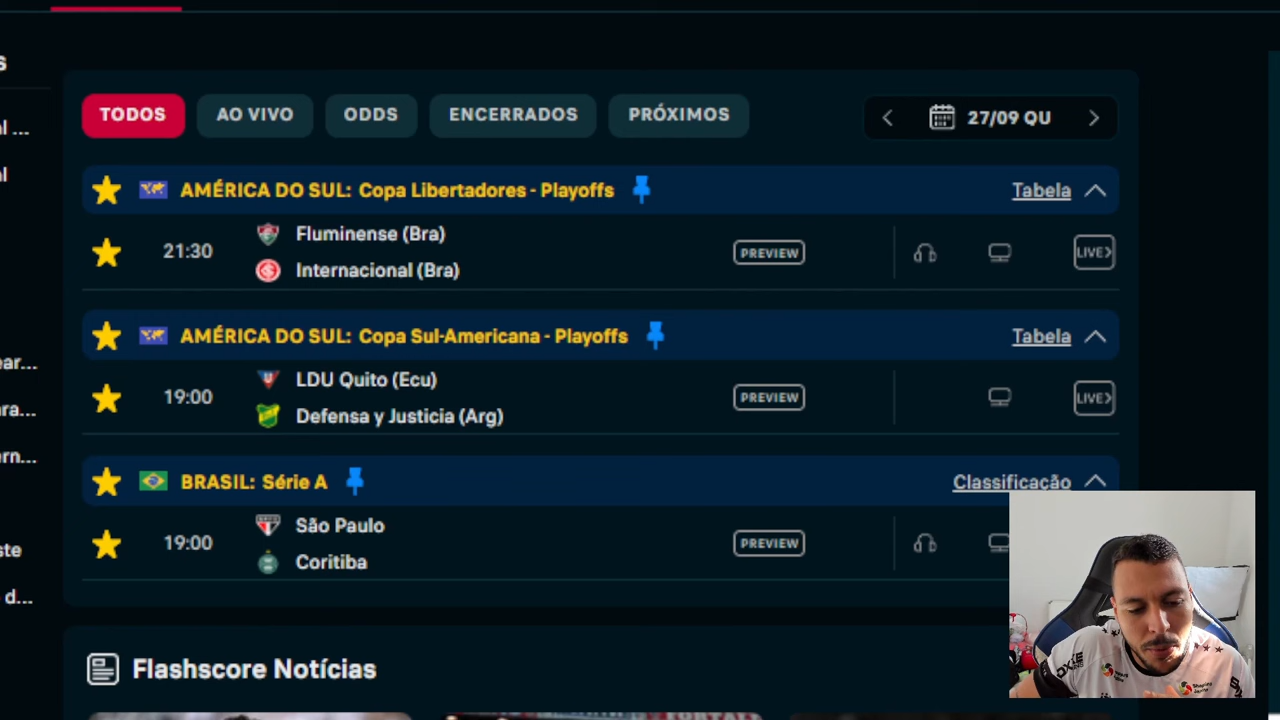 TODOS AO VIVO ODDS ENCERRADOS PRÓXIMOS 27/09 QU
AMÉRICA DO SUL: Copa Libertadores - Playoffs Tabela
21:30 Fluminense (Bra)
Internacional (Bra)
PREVIEW LIVE
AMÉRICA DO SUL: Copa Sul-Americana - Playoffs Tabela
19:00 LDU Quito (Ecu)
Defensa y Justicia (Arg)
PREVIEW LIVE
BRASIL: Série A Classificação
19:00 São Paulo
Coritiba
PREVIEW
Flashscore Notícias